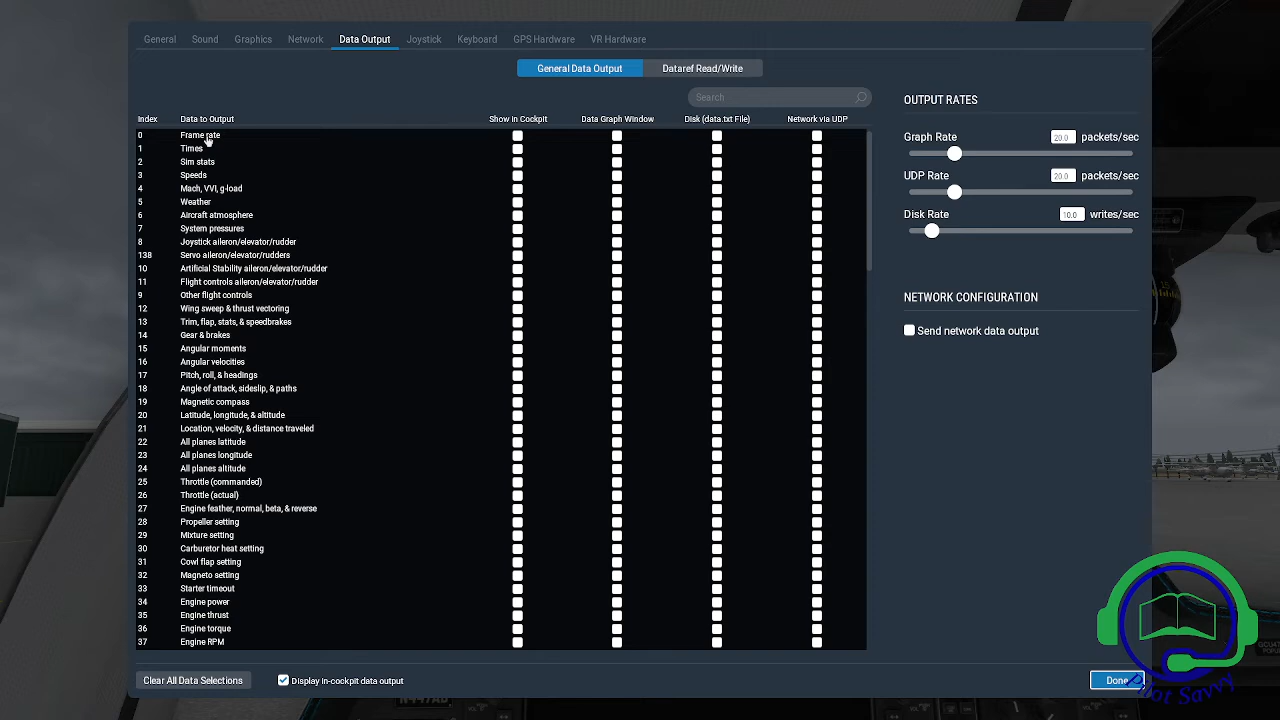 General Sound Graphics Network Data Output Joystick Keyboard GPS Hardware VR Hardware
General Data Output Dataref Read/Write
Search
Index Data to Output Show in Cockpit Data Graph Window Disk (data.txt File) Network via UDP
0 Frame rate
1 Times
2 Sim stats
3 Speeds
4 Mach, VVI, g-load
5 Weather
6 Aircraft atmosphere
7 System pressures
8 Joystick aileron/elevator/rudder
138 Servo aileron/elevator/rudders
10 Artificial Stability aileron/elevator/rudder
11 Flight controls aileron/elevator/rudder
9 Other flight controls
12 Wing sweep & thrust vectoring
13 Trim, flap, stats, & speedbrakes
14 Gear & brakes
15 Angular moments
16 Angular velocities
17 Pitch, roll, & headings
18 Angle of attack, sideslip, & paths
19 Magnetic compass
20 Latitude, longitude, & altitude
21 Location, velocity, & distance traveled
22 All planes latitude
23 All planes longitude
24 All planes altitude
25 Throttle (commanded)
26 Throttle (actual)
27 Engine feather, normal, beta, & reverse
28 Propeller setting
29 Mixture setting
30 Carburetor heat setting
31 Cowl flap setting
32 Magneto setting
33 Starter timeout
34 Engine power
35 Engine thrust
36 Engine torque
37 Engine RPM
Clear All Data Selections Display in-cockpit data output
OUTPUT RATES
Graph Rate 20.0 packets/sec
UDP Rate 20.0 packets/sec
Disk Rate 10.0 writes/sec
NETWORK CONFIGURATION
Send network data output
Done
Pilot Savvy